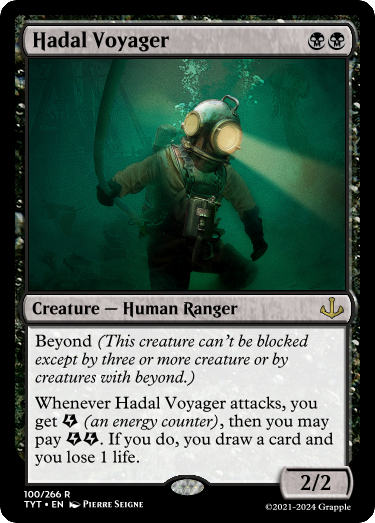 Hadal Voyager
Creature — Human Ranger
Beyond (This creature can't be blocked
except by three or more creature or by
creatures with beyond.)
Whenever Hadal Voyager attacks, you
get (an energy counter), then you may
pay . If you do, you draw a card and
you lose 1 life.
2/2
100/266 R
TYT • EN Pierre Seigne
©2021-2024 Grapple